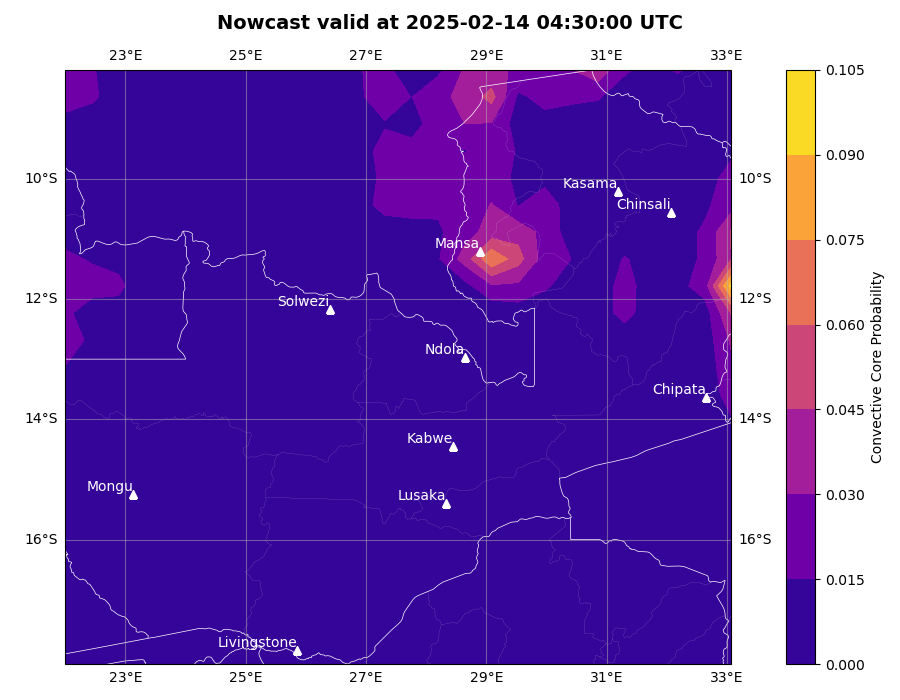 Nowcast valid at 2025-02-14 04:30:00 UTC
23°E 25°E 27°E 29°E 31°E 33°E
0.105
0.090
10°S 10°S
Kasama
Chinsali
Mansa
0.075
12°S 12°S
Solwezi
0.060
Ndola
Chipata
0.045
14°S 14°S
Kabwe
Mongu
Lusaka
0.030
16°S 16°S
0.015
Livingstone
0.000
23°E 25°E 27°E 29°E 31°E 33°E
Convective Core Probability